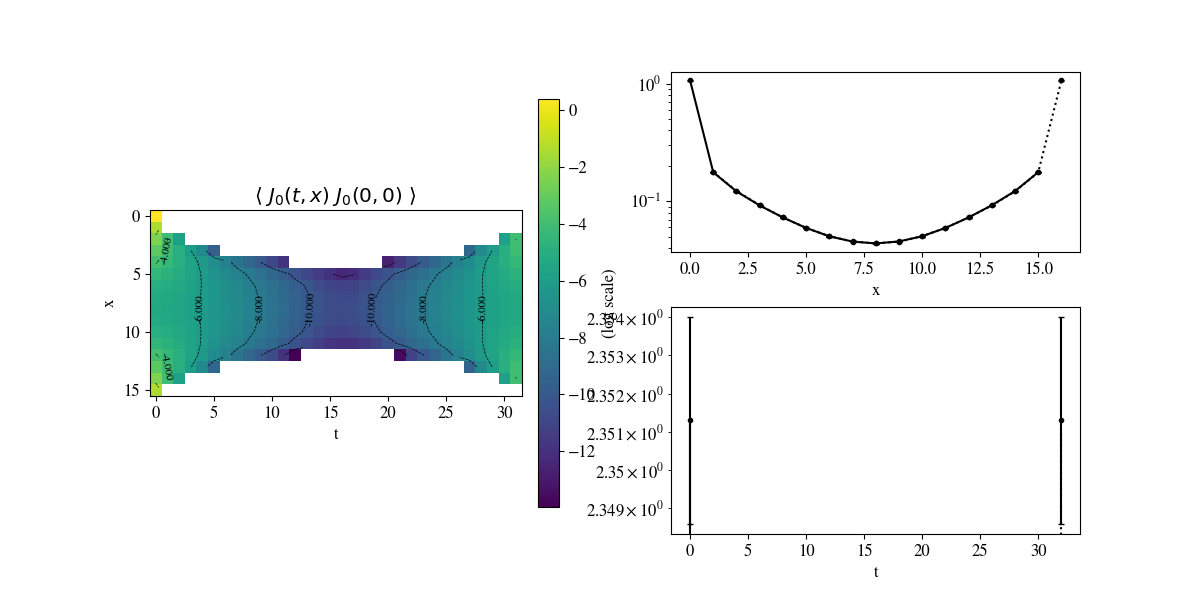 ⟨ J₀(t, x) J₀(0, 0) ⟩
0
5
10
15
x
0 5 10 15 20 25 30
t
-4.000
-4.000
-6.000
-8.000
-10.000
-10.000
-8.000
-6.000
0
−2
−4
−6
−8
−10
−12
(log scale)
10⁰
10⁻¹
0.0 2.5 5.0 7.5 10.0 12.5 15.0
x
2.354 × 10⁰
2.353 × 10⁰
2.352 × 10⁰
2.351 × 10⁰
2.35 × 10⁰
2.349 × 10⁰
0 5 10 15 20 25 30
t